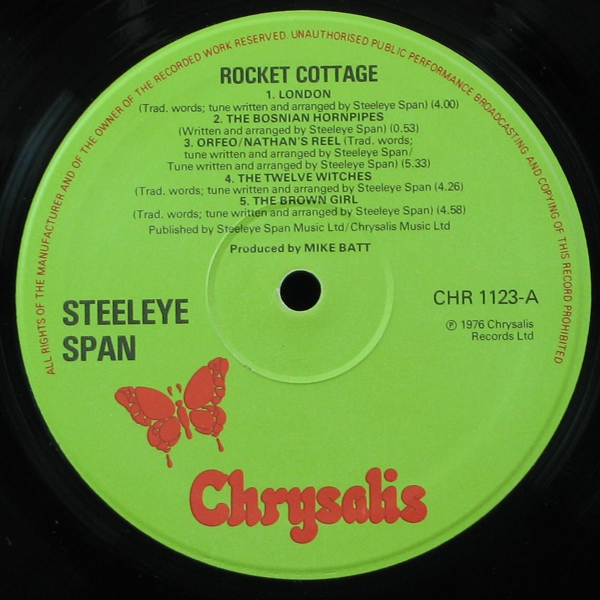 ALL RIGHTS OF THE MANUFACTURER AND OF THE OWNER OF THE RECORDED WORK RESERVED. UNAUTHORISED PUBLIC PERFORMANCE BROADCASTING AND COPYING OF THIS RECORD PROHIBITED
ROCKET COTTAGE
1. LONDON
(Trad. words; tune written and arranged by Steeleye Span) (4.00)
2. THE BOSNIAN HORNPIPES
(Written and arranged by Steeleye Span) (0.53)
3. ORFEO/NATHAN'S REEL (Trad. words;
tune written and arranged by Steeleye Span/
Tune written and arranged by Steeleye Span) (5.33)
4. THE TWELVE WITCHES
(Trad. words; tune written and arranged by Steeleye Span) (4.26)
5. THE BROWN GIRL
(Trad. words; tune written and arranged by Steeleye Span) (4.58)
Published by Steeleye Span Music Ltd/Chrysalis Music Ltd
Produced by MIKE BATT
STEELEYE
SPAN
CHR 1123-A
℗ 1976 Chrysalis
Records Ltd
Chrysalis